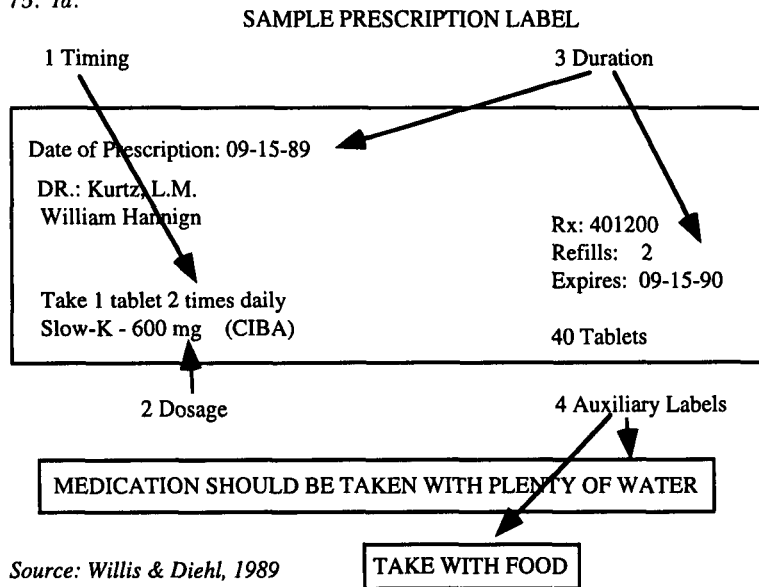 75. Id.
SAMPLE PRESCRIPTION LABEL
1 Timing
3 Duration
Date of Prescription: 09-15-89
DR.: Kurtz, L.M.
William Hannign
Rx: 401200
Refills: 2
Expires: 09-15-90
Take 1 tablet 2 times daily
Slow-K - 600 mg (CIBA)
40 Tablets
2 Dosage
4 Auxiliary Labels
MEDICATION SHOULD BE TAKEN WITH PLENTY OF WATER
Source: Willis & Diehl, 1989
TAKE WITH FOOD